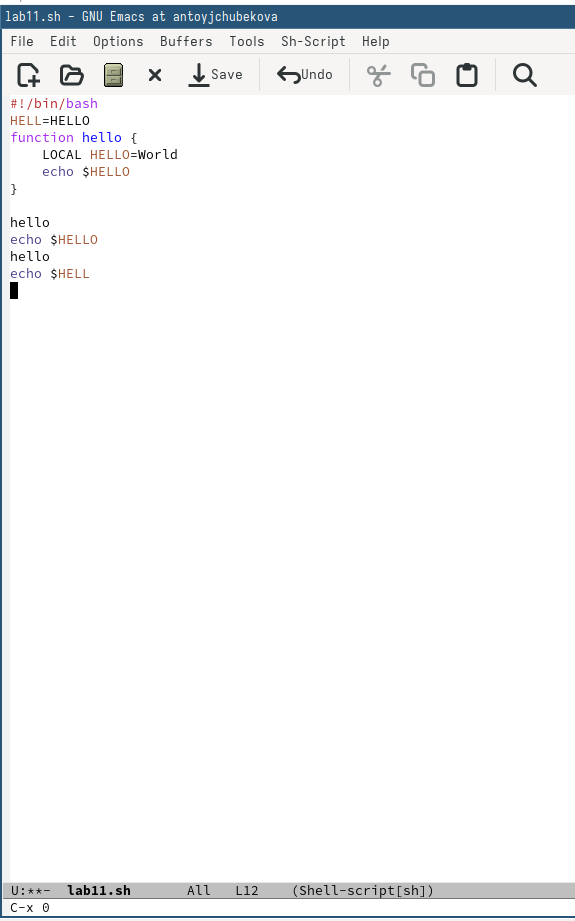 lab11.sh - GNU Emacs at antoyjchubekova
File Edit Options Buffers Tools Sh-Script Help
Save Undo
#!/bin/bash
HELL=HELLO
function hello {
    LOCAL HELLO=World
    echo $HELLO
}
hello
echo $HELLO
hello
echo $HELL
U:**-  lab11.sh       All   L12    (Shell-script[sh])
C-x 0